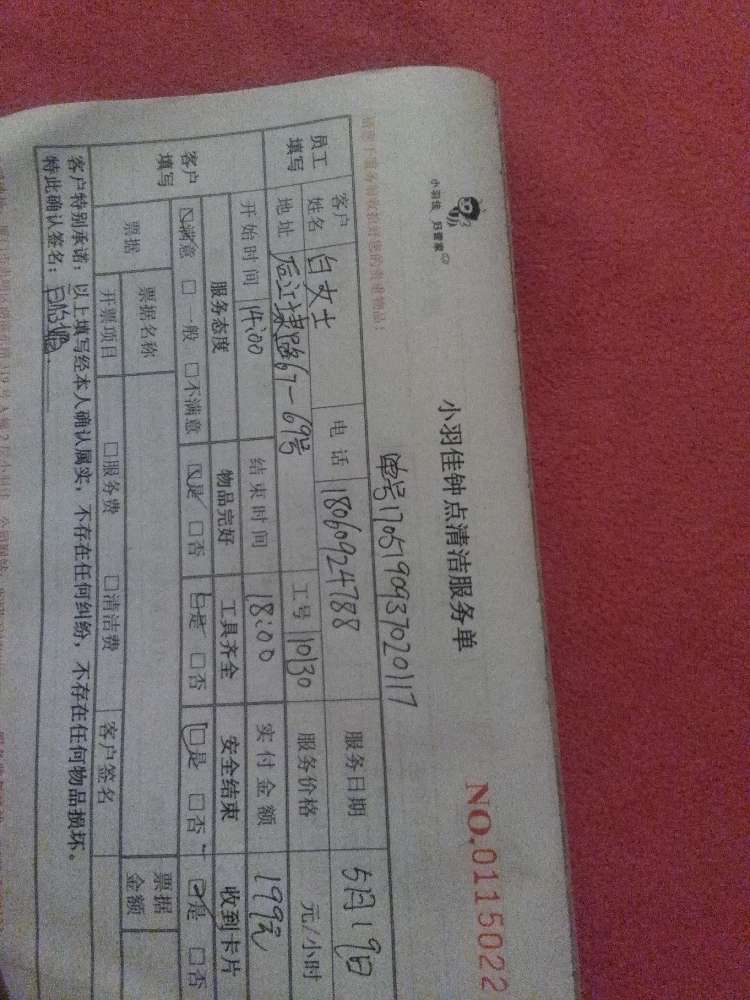 小羽佳 归管家
小羽佳钟点清洁服务单
NO.0115022
单号1705190937020117
员工填写
客户姓名 白女士 电话 18060924788 服务日期 5月19日
地址 后江埭路67-69号 工号 10130 服务价格 元/小时
开始时间 14:00 结束时间 18:00 实付金额 199元
客户填写
服务态度 物品完好 工具齐全 安全结束 收到卡片
☑满意 □一般 □不满意 ☑是 □否 ☑是 □否 ☑是 □否 ☑是 □否
票据 票据名称 票据金额
开票项目 □服务费 □清洁费 客户签名
客户特别承诺：以上填写经本人确认属实，不存在任何纠纷，不存在任何物品损坏。
特此确认签名：